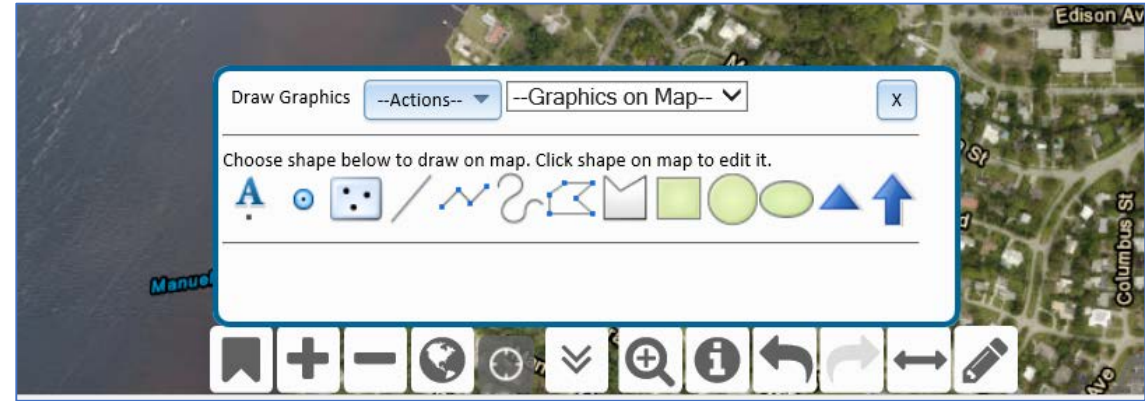 Edison Av
Draw Graphics --Actions-- --Graphics on Map-- X
St
Choose shape below to draw on map. Click shape on map to edit it.
A
Columbus St
Manuel
Ave